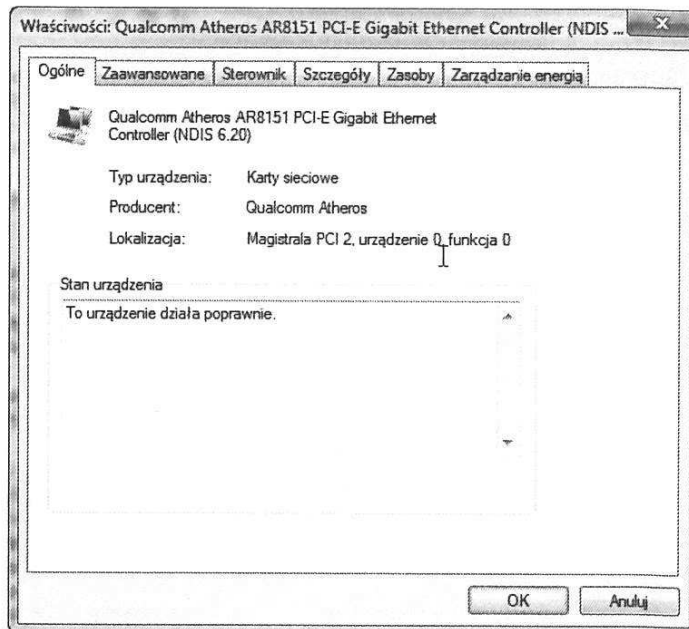 Właściwości: Qualcomm Atheros AR8151 PCI-E Gigabit Ethernet Controller (NDIS ...
Ogólne Zaawansowane Sterownik Szczegóły Zasoby Zarządzanie energią
Qualcomm Atheros AR8151 PCI-E Gigabit Ethernet
Controller (NDIS 6.20)
Typ urządzenia: Karty sieciowe
Producent: Qualcomm Atheros
Lokalizacja: Magistrala PCI 2, urządzenie 0, funkcja 0
Stan urządzenia
To urządzenie działa poprawnie.
OK Anuluj